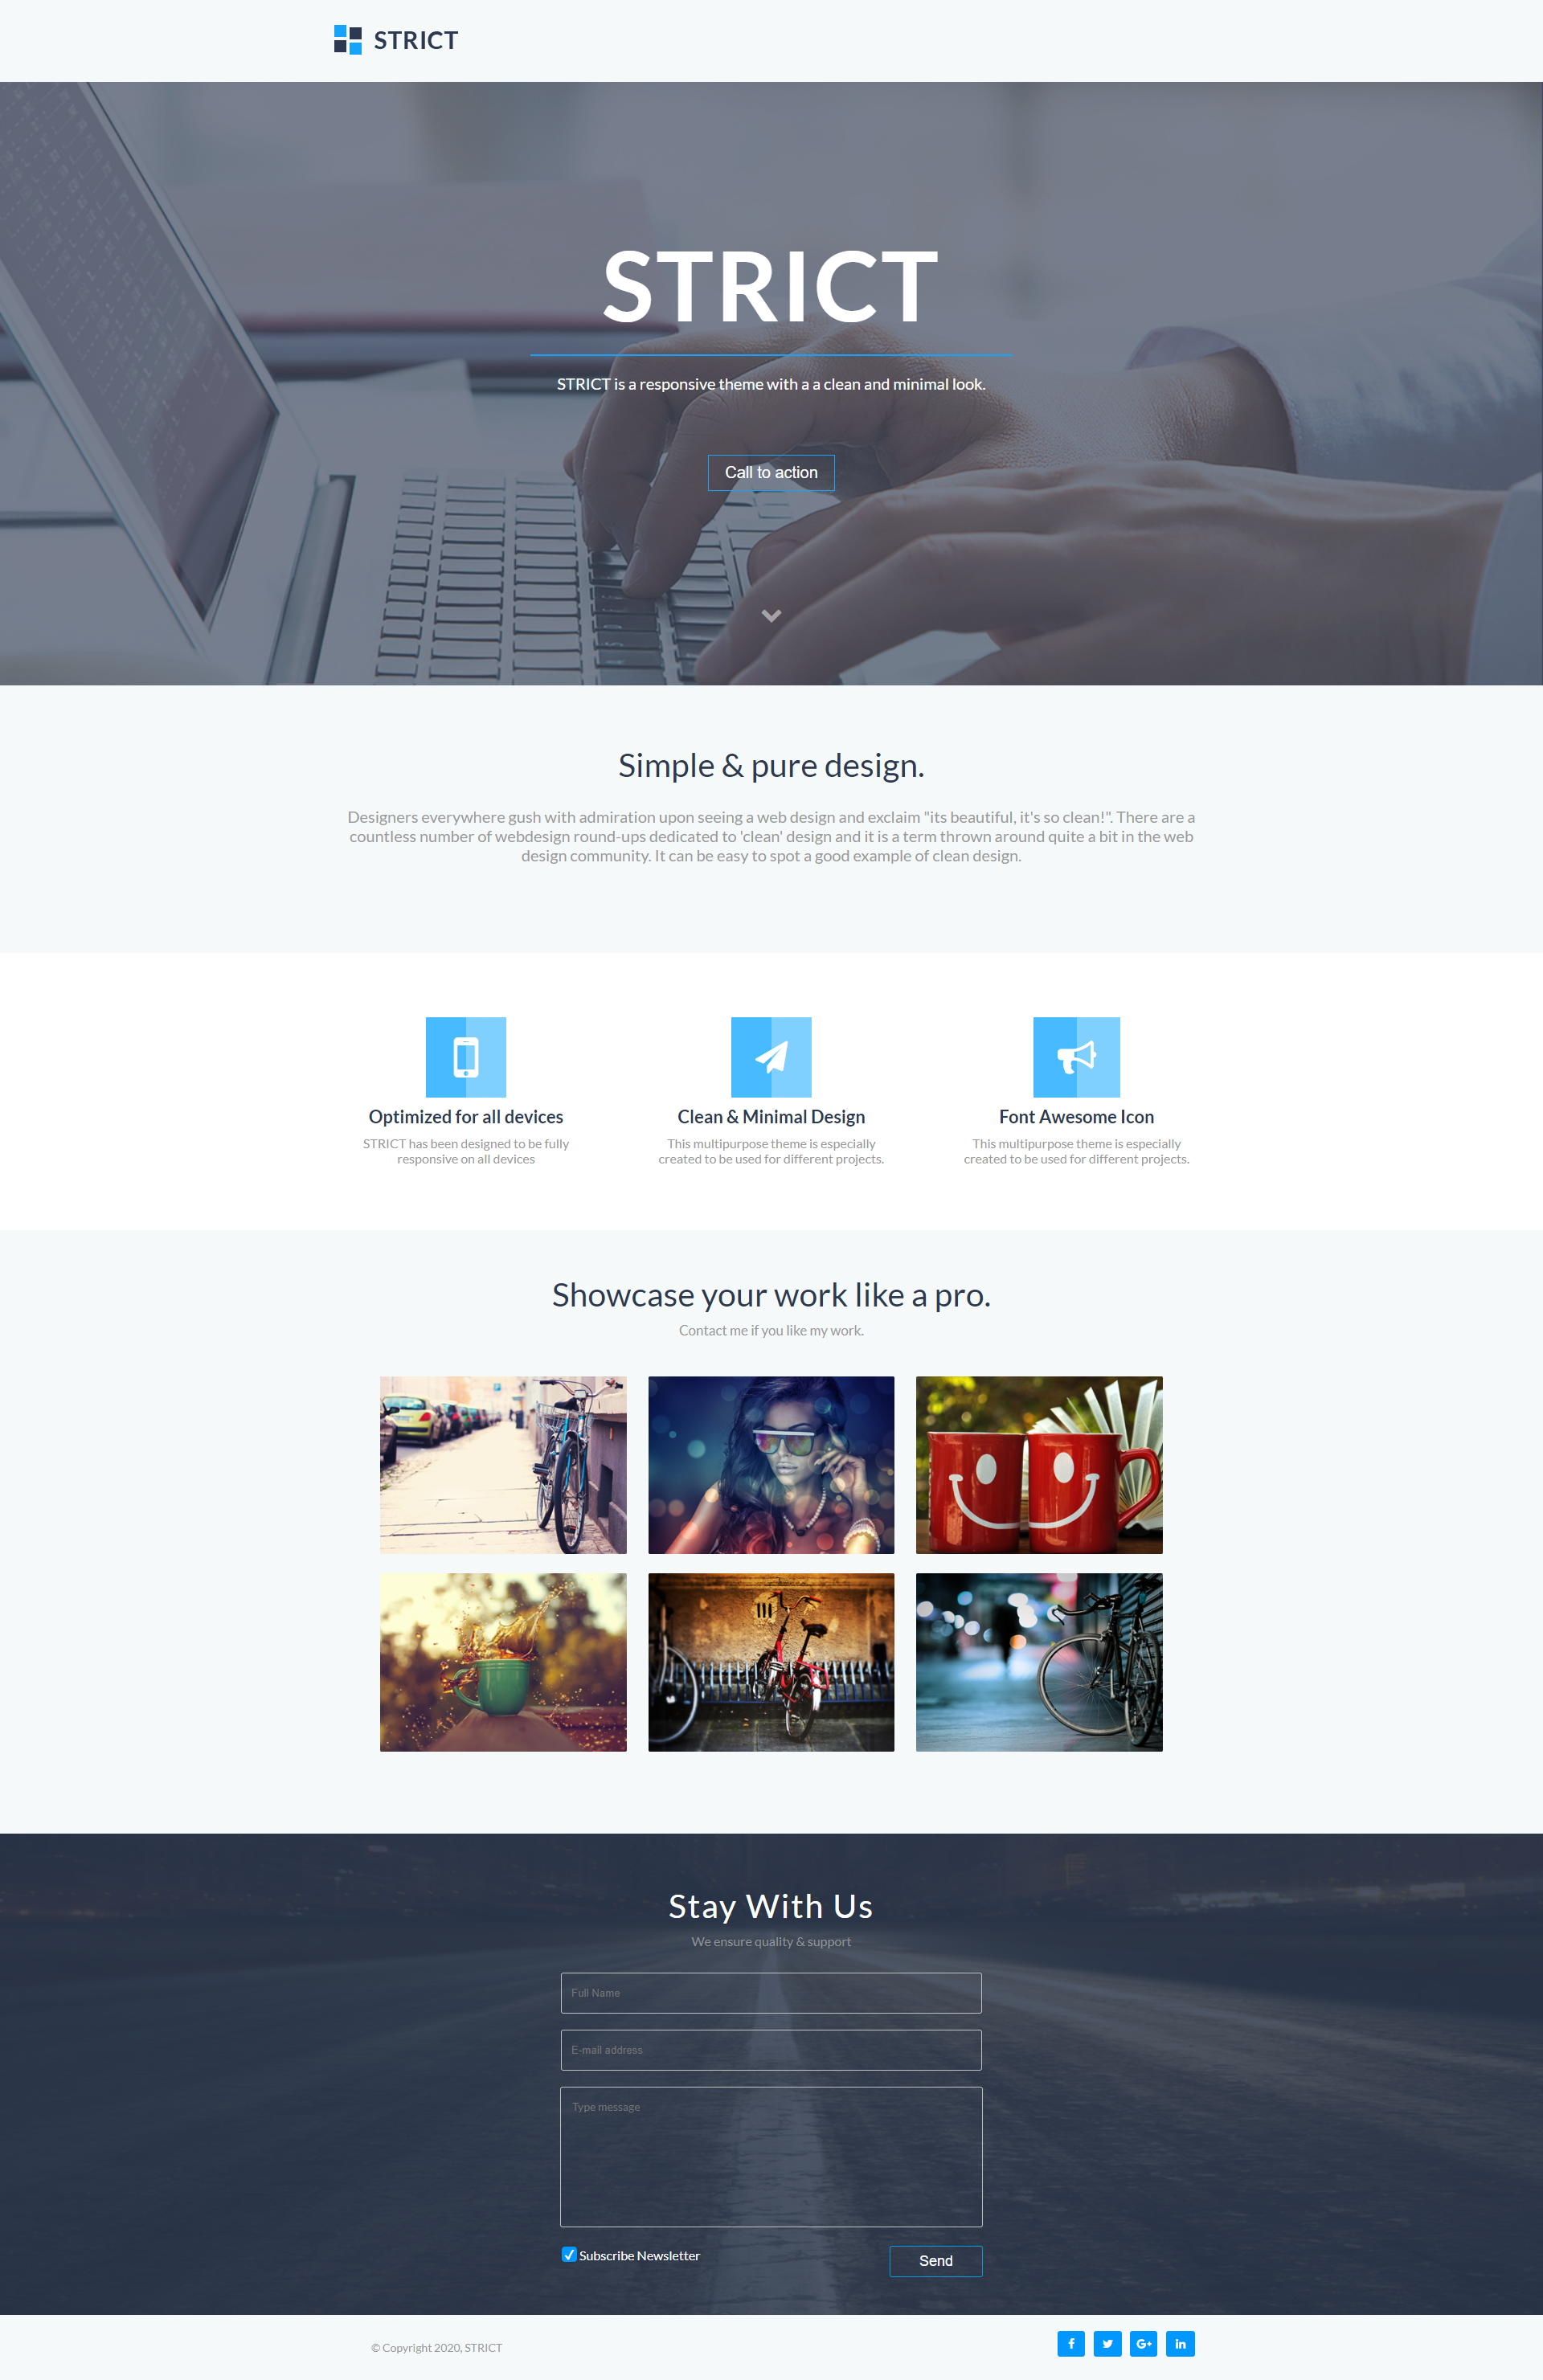 STRICT
STRICT
STRICT is a responsive theme with a a clean and minimal look.
Call to action
Simple & pure design.
Designers everywhere gush with admiration upon seeing a web design and exclaim "its beautiful, it's so clean!". There are a
countless number of webdesign round-ups dedicated to 'clean' design and it is a term thrown around quite a bit in the web
design community. It can be easy to spot a good example of clean design.
Optimized for all devices
STRICT has been designed to be fully
responsive on all devices
Clean & Minimal Design
This multipurpose theme is especially
created to be used for different projects.
Font Awesome Icon
This multipurpose theme is especially
created to be used for different projects.
Showcase your work like a pro.
Contact me if you like my work.
Stay With Us
We ensure quality & support
Full Name
E-mail address
Type message
Subscribe Newsletter
Send
© Copyright 2020, STRICT